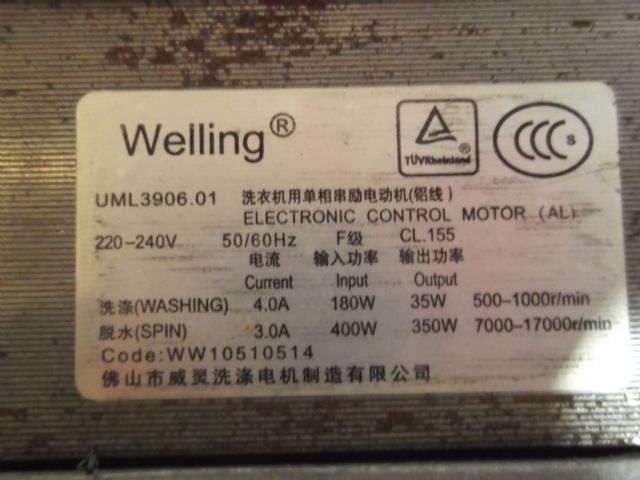 Welling®
TÜVRheinland®
CCC S
UML3906.01 洗衣机用单相串励电动机(铝线)
ELECTRONIC CONTROL MOTOR (AL)
220-240V 50/60Hz F级 CL.155
电流 输入功率 输出功率
Current Input Output
洗涤(WASHING) 4.0A 180W 35W 500-1000r/min
脱水(SPIN) 3.0A 400W 350W 7000-17000r/min
Code:WW10510514
佛山市威灵洗涤电机制造有限公司